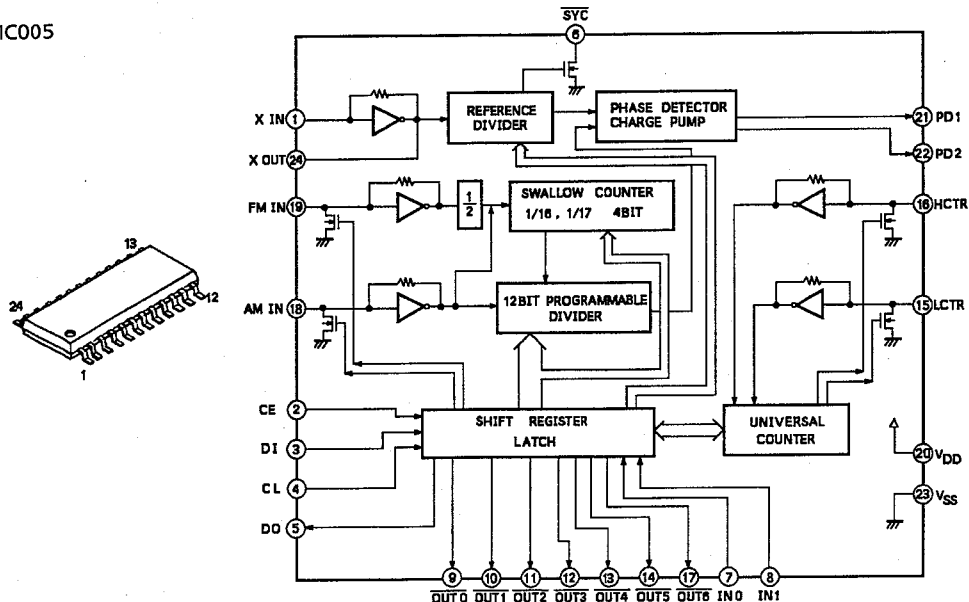 IC005
SYC
6
X IN 1
REFERENCE
DIVIDER
PHASE DETECTOR
CHARGE PUMP
21 PD1
X OUT 24
22 PD2
FM IN 19
1/2
SWALLOW COUNTER
1/16, 1/17 4BIT
16 HCTR
13
24
12
1
AM IN 18
12BIT PROGRAMMABLE
DIVIDER
15 LCTR
CE 2
SHIFT REGISTER
LATCH
UNIVERSAL
COUNTER
DI 3
20 VDD
CL 4
23 VSS
DO 5
9 10 11 12 13 14 17 7 8
OUT0 OUT1 OUT2 OUT3 OUT4 OUT5 OUT6 IN0 IN1